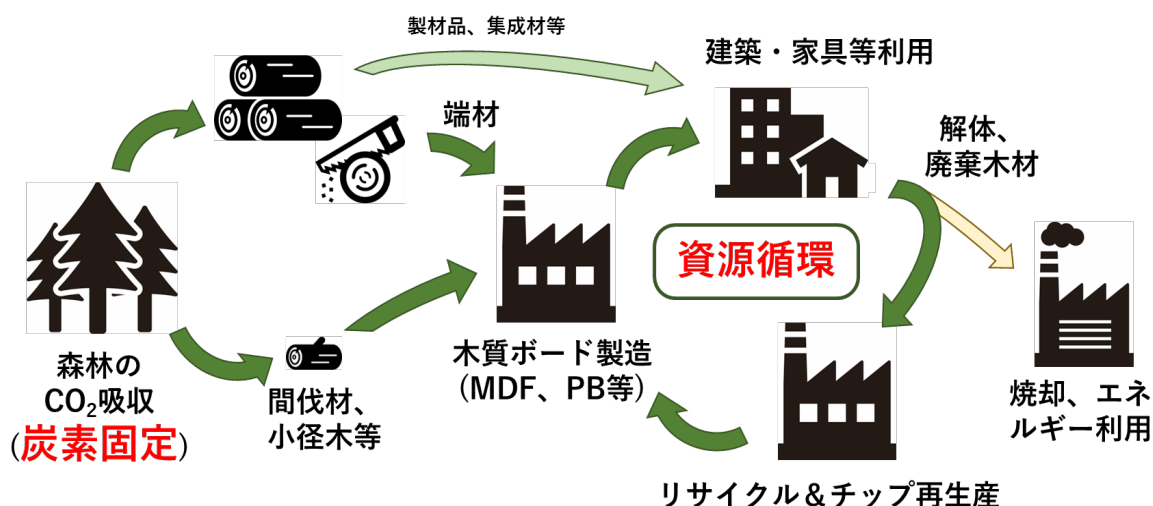 製材品、集成材等
建築・家具等利用
端材
解体、
廃棄木材
資源循環
森林の
CO₂吸収
(炭素固定)
間伐材、
小径木等
木質ボード製造
(MDF、PB等)
焼却、エネ
ルギー利用
リサイクル＆チップ再生産